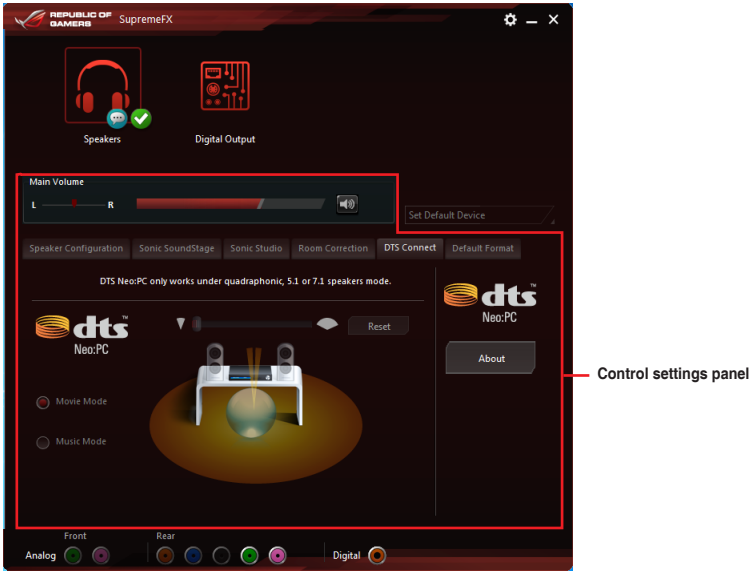 REPUBLIC OF
GAMERS
SupremeFX
Speakers
Digital Output
Main Volume
L
R
Set Default Device
Speaker Configuration
Sonic SoundStage
Sonic Studio
Room Correction
DTS Connect
Default Format
DTS Neo:PC only works under quadraphonic, 5.1 or 7.1 speakers mode.
dts
Neo:PC
Reset
Movie Mode
Music Mode
dts™
Neo:PC
About
Control settings panel
Front
Rear
Analog
Digital